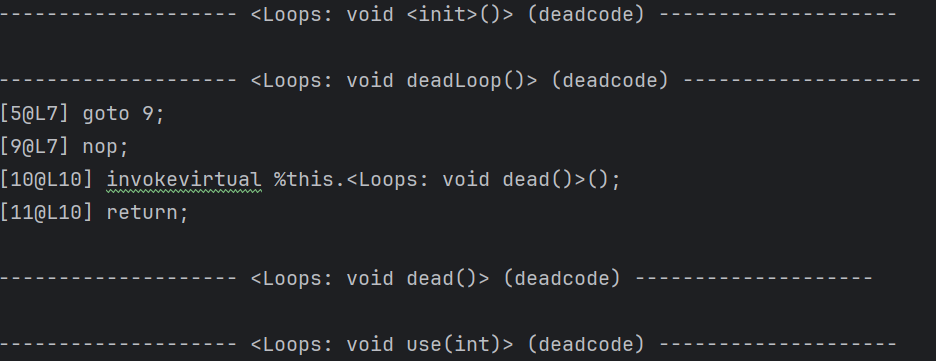 -------------------- <Loops: void <init>()> (deadcode) --------------------
-------------------- <Loops: void deadLoop()> (deadcode) --------------------
[5@L7] goto 9;
[9@L7] nop;
[10@L10] invokevirtual %this.<Loops: void dead()>();
[11@L10] return;
-------------------- <Loops: void dead()> (deadcode) --------------------
-------------------- <Loops: void use(int)> (deadcode) --------------------